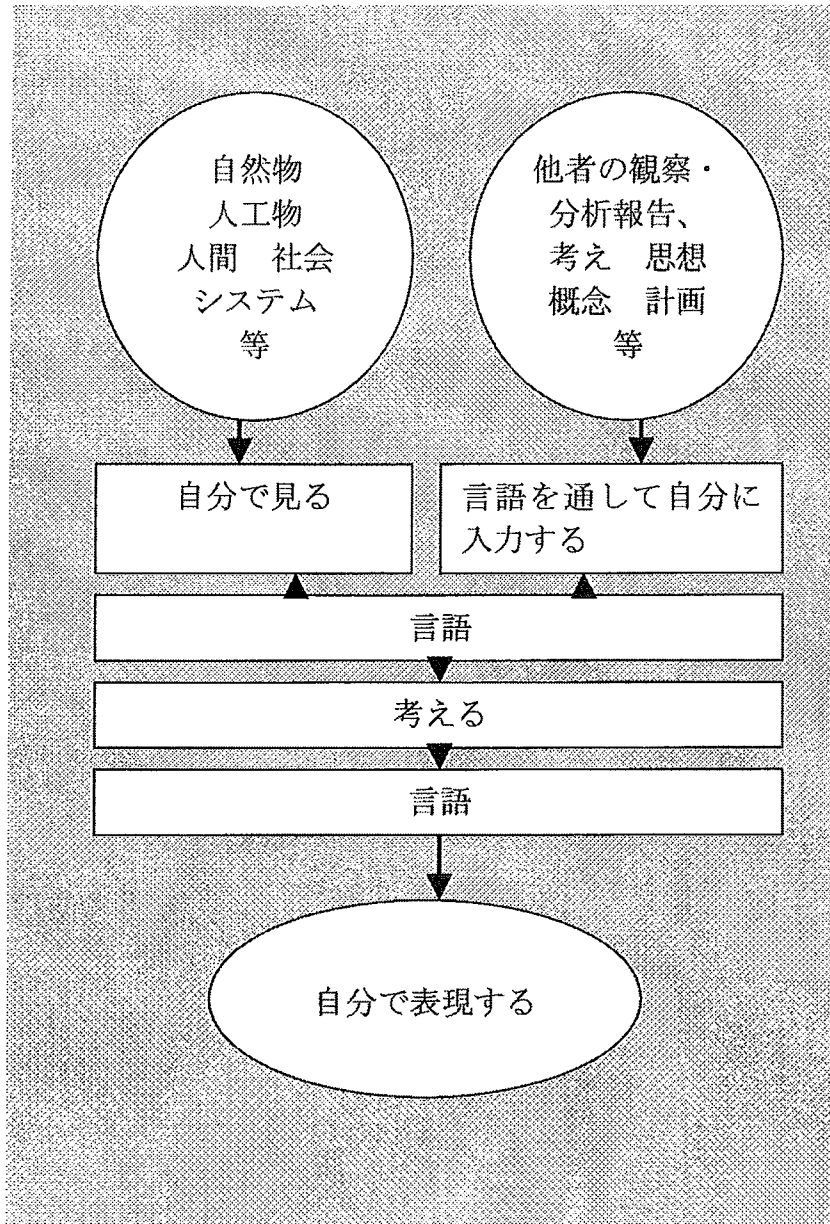 自然物
人工物
人間 社会
システム
等
他者の観察・
分析報告、
考え 思想
概念 計画
等
自分で見る
言語を通して自分に
入力する
言語
考える
言語
自分で表現する